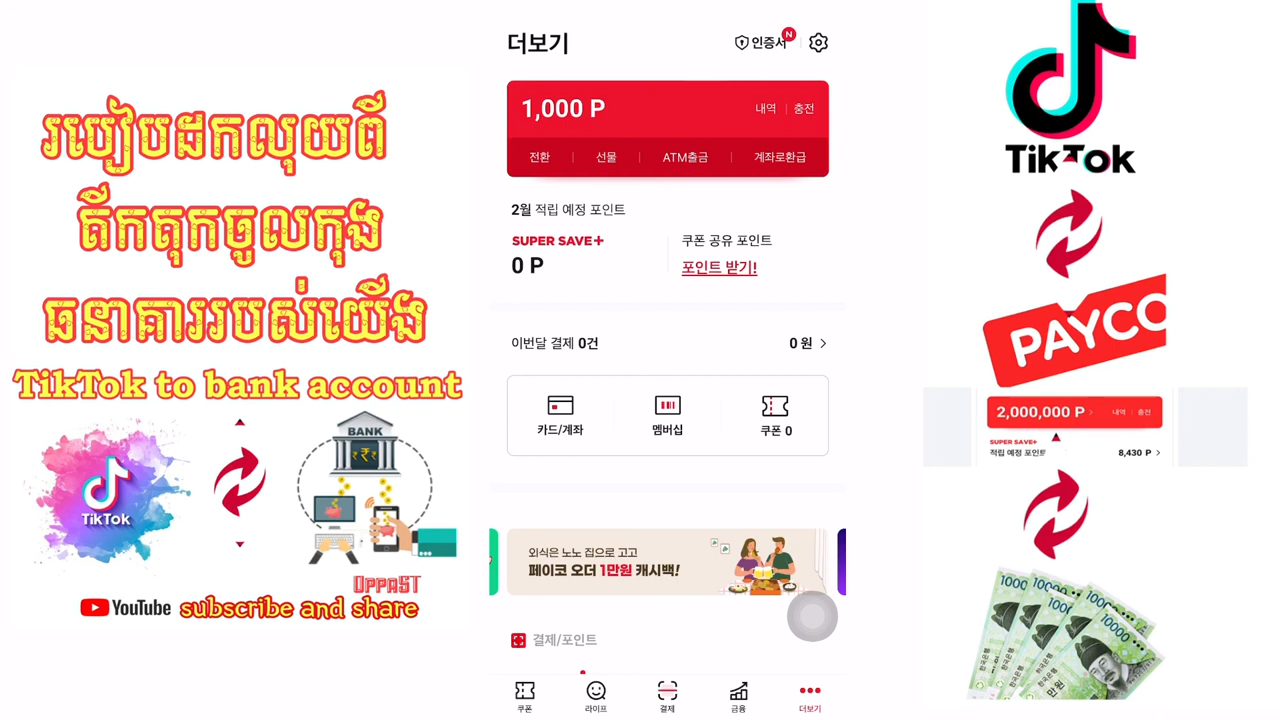 របៀបដកលុយពី
តីកតុកចូលកុង
ធនាគាររបស់យើង
TikTok to bank account
TikTok
BANK
OppaST
YouTube subscribe and share
더보기
인증서
N
1,000 P
내역
충전
전환
선물
ATM출금
계좌로환급
2월 적립 예정 포인트
SUPER SAVE+
0 P
쿠폰 공유 포인트
포인트 받기!
이번달 결제 0건
0 원
카드/계좌
멤버십
쿠폰 0
외식은 노노 집으로 고고
페이코 오더 1만원 캐시백!
결제/포인트
쿠폰
라이프
결제
금융
더보기
TikTok
PAYCO
2,000,000 P
내역
충전
SUPER SAVE+
적립 예정 포인트
8,430 P
10000
한국은행
만원